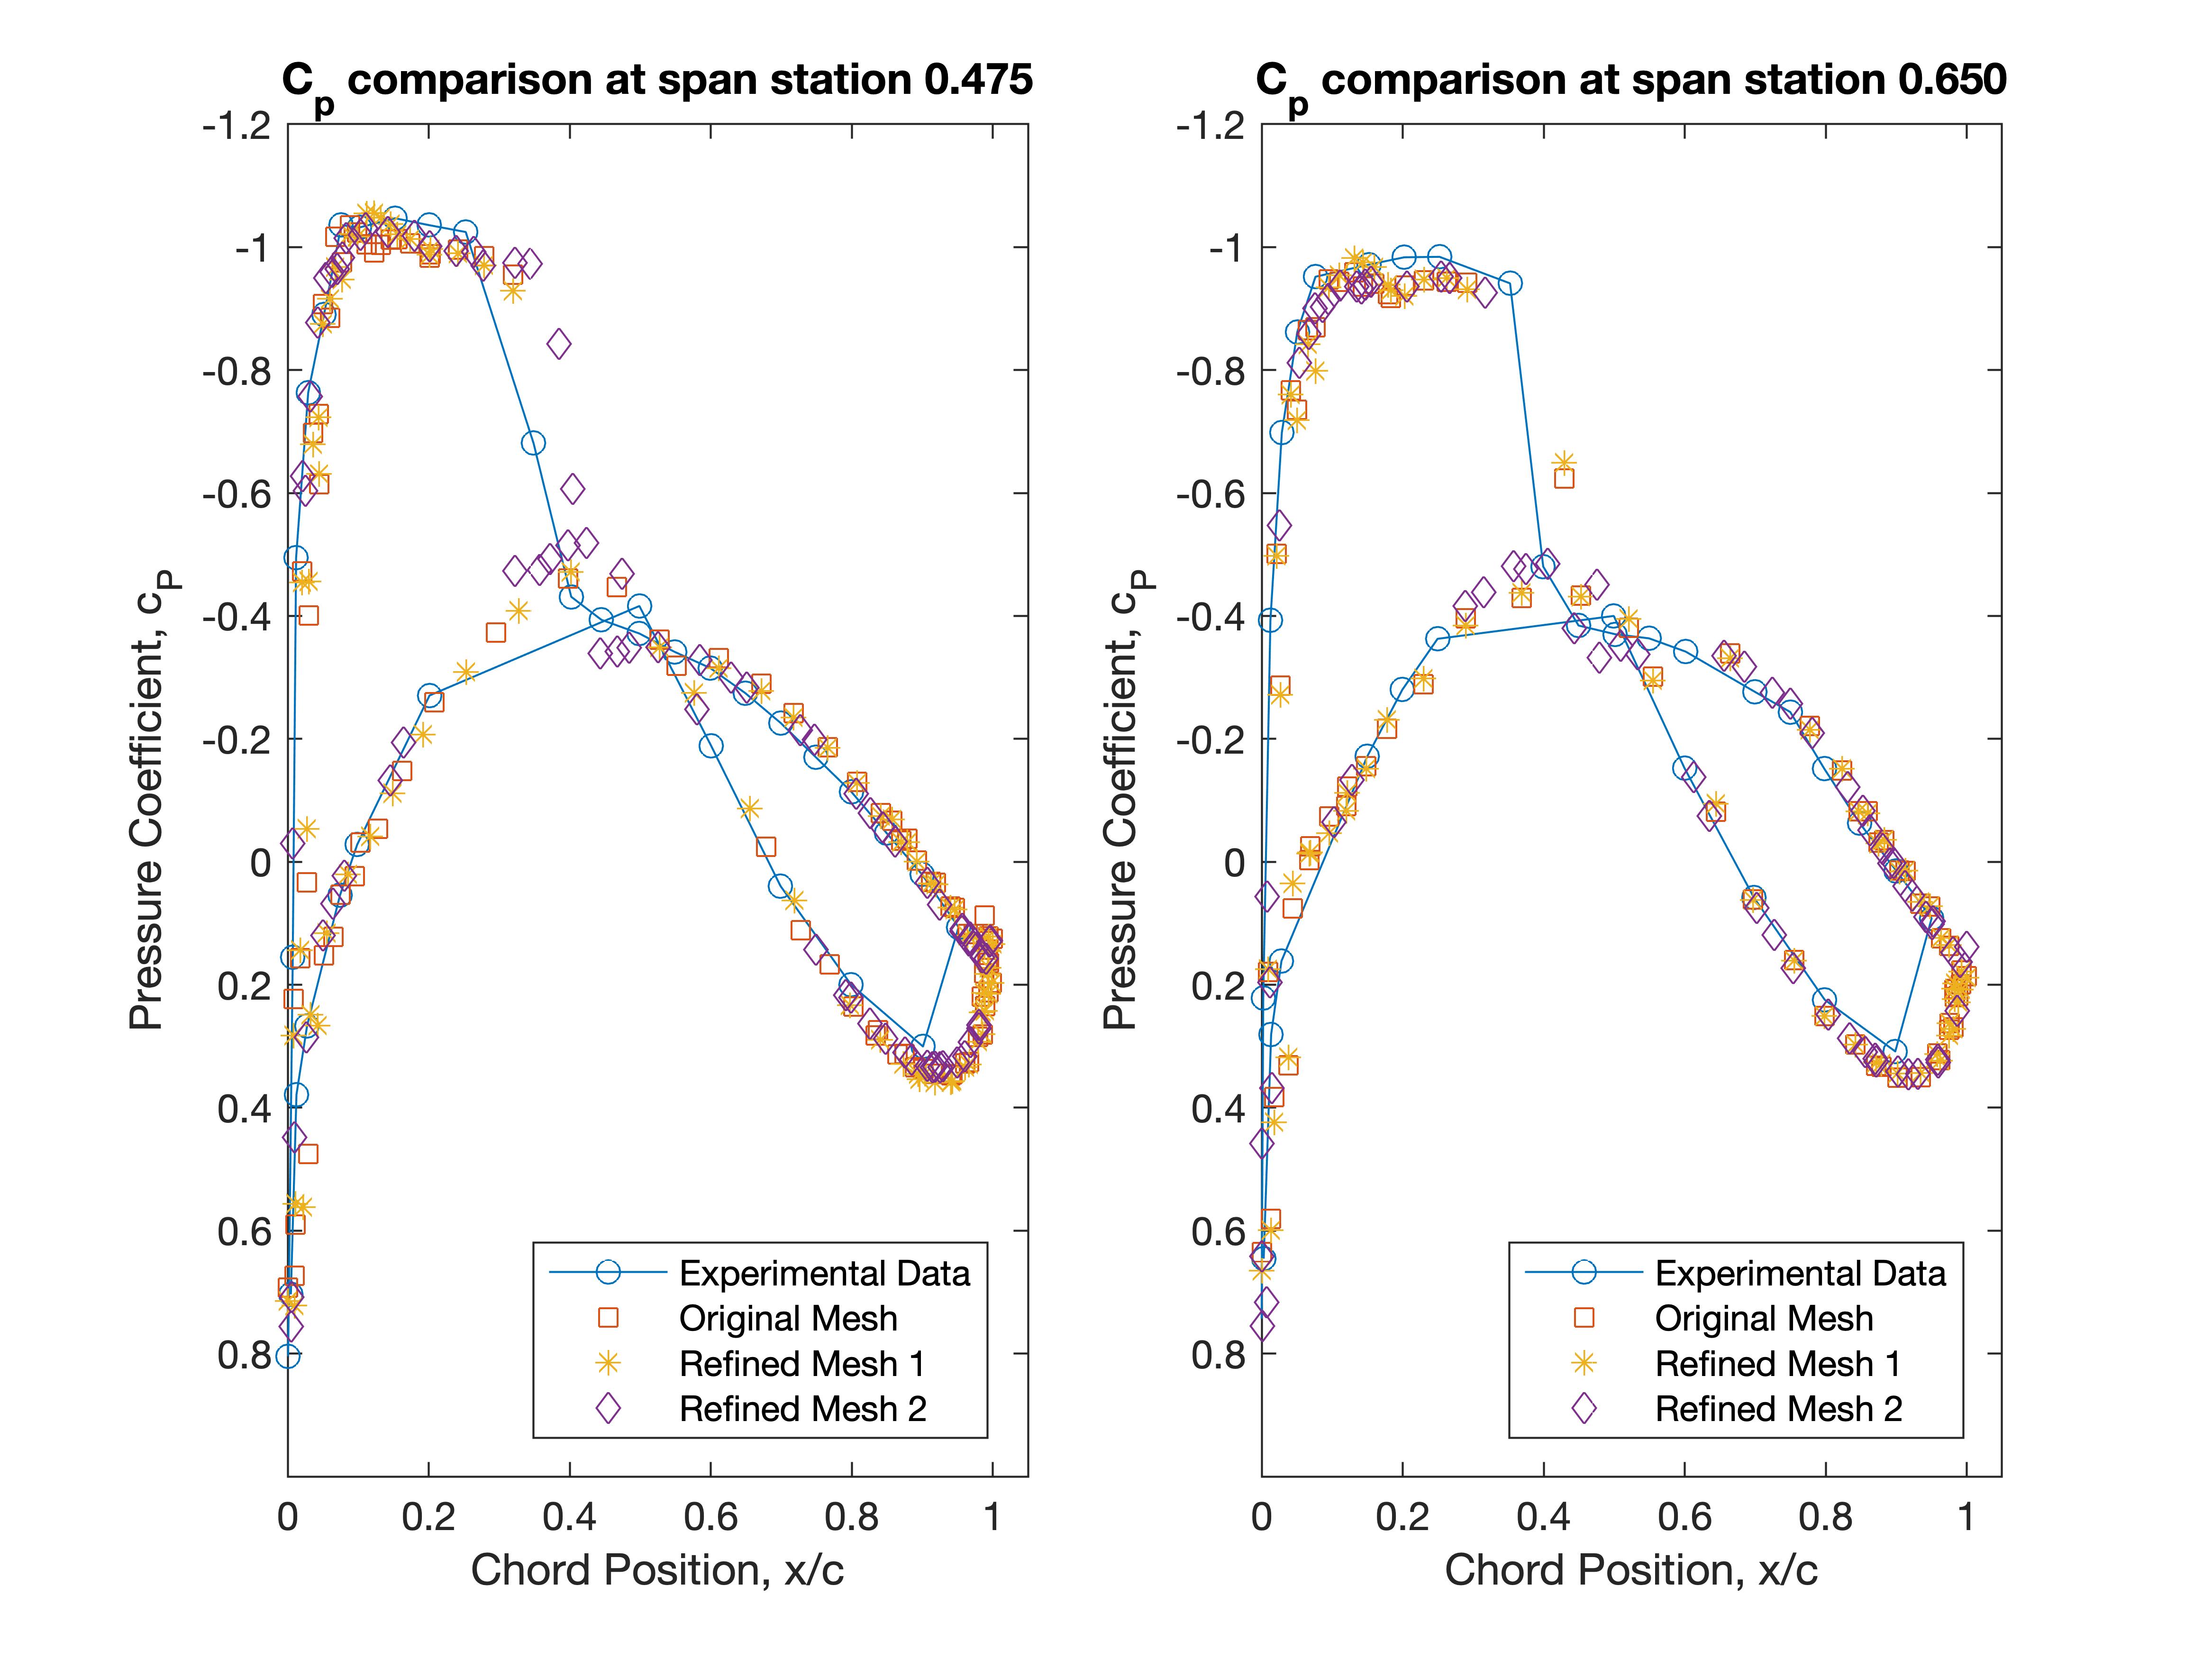 Cp comparison at span station 0.475
-1.2
-1
-0.8
-0.6
-0.4
-0.2
0
0.2
0.4
0.6
0.8
Pressure Coefficient, cP
0 0.2 0.4 0.6 0.8 1
Chord Position, x/c
Experimental Data
Original Mesh
Refined Mesh 1
Refined Mesh 2
Cp comparison at span station 0.650
-1.2
-1
-0.8
-0.6
-0.4
-0.2
0
0.2
0.4
0.6
0.8
Pressure Coefficient, cP
0 0.2 0.4 0.6 0.8 1
Chord Position, x/c
Experimental Data
Original Mesh
Refined Mesh 1
Refined Mesh 2